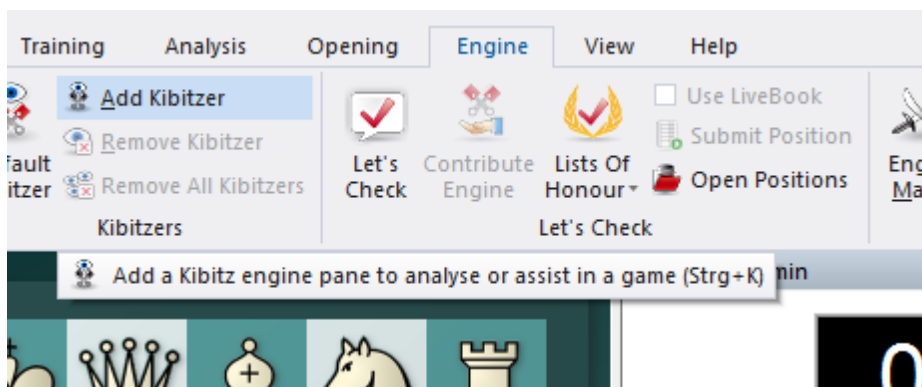 Training Analysis Opening Engine View Help
Add Kibitzer
Remove Kibitzer
Remove All Kibitzers
Kibitzers
Let's
Check
Contribute
Engine
Lists Of
Honour
Use LiveBook
Submit Position
Open Positions
Let's Check
Add a Kibitz engine pane to analyse or assist in a game (Strg+K)